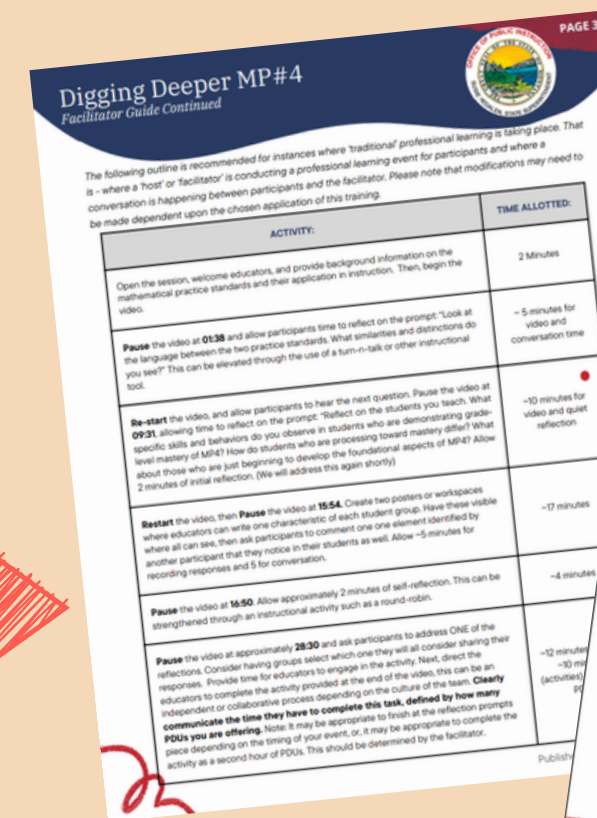 PAGE 3
Digging Deeper MP#4
Facilitator Guide Continued
OFFICE OF PUBLIC INSTRUCTION
STATE SUPERINTENDENT
The following outline is recommended for instances where 'traditional' professional learning is taking place. That
is - where a 'host' or 'facilitator' is conducting a professional learning event for participants and where a
conversation is happening between participants and the facilitator. Please note that modifications may need to
be made dependent upon the chosen application of this training.
ACTIVITY:
TIME ALLOTTED:
Open the session, welcome educators, and provide background information on the
mathematical practice standards and their application in instruction. Then, begin the
video.
2 Minutes
Pause the video at 01:38 and allow participants time to reflect on the prompt: "Look at
the language between the two practice standards. What similarities and distinctions do
you see?" This can be elevated through the use of a turn-n-talk or other instructional
tool.
~ 5 minutes for
video and
conversation time
Re-start the video, and allow participants to hear the next question. Pause the video at
09:31, allowing time to reflect on the prompt: "Reflect on the students you teach. What
specific skills and behaviors do you observe in students who are demonstrating grade-
level mastery of MP4? How do students who are processing toward mastery differ? What
about those who are just beginning to develop the foundational aspects of MP4? Allow
2 minutes of initial reflection. (We will address this again shortly)
~10 minutes for
video and quiet
reflection
Restart the video, then Pause the video at 15:54. Create two posters or workspaces
where educators can write one characteristic of each student group. Have these visible
where all can see, then ask participants to comment one one element identified by
another participant that they notice in their students as well. Allow ~5 minutes for
recording responses and 5 for conversation.
~17 minutes
Pause the video at 16:50. Allow approximately 2 minutes of self-reflection. This can be
strengthened through an instructional activity such as a round-robin.
~4 minutes
Pause the video at approximately 28:30 and ask participants to address ONE of the
reflections. Consider having groups select which one they will all consider sharing their
responses. Provide time for educators to engage in the activity. Next, direct the
educators to complete the activity provided at the end of the video, this can be an
independent or collaborative process depending on the culture of the team. Clearly
communicate the time they have to complete this task, defined by how many
PDUs you are offering. Note: It may be appropriate to finish at the reflection prompts
piece depending on the timing of your event, or, it may be appropriate to complete the
activity as a second hour of PDUs. This should be determined by the facilitator.
~12 minutes
~10 min
(activities)
Publishe